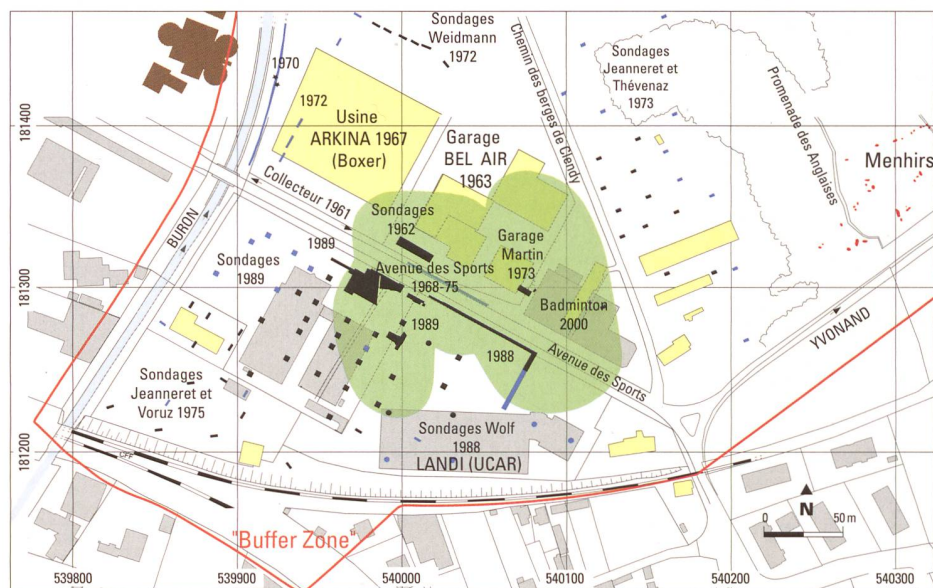 Sondages
Weidmann
1972
Chemin des berges de Clendy
Sondages
Jeanneret et
Thévenaz
1973
Promenade des Anglaises
1970
1972
181400
Usine
ARKINA 1967
(Boxer)
Garage
BEL AIR
1963
Menhirs
Collecteur 1961
BURON
Sondages
1962
1989
Sondages
1989
Avenue des Sports
1968-75
Garage
Martin
1973
Badminton
2000
181300
1989
1988
Avenue des Sports
YVONAND
Sondages
Jeanneret et
Voruz 1975
Sondages Wolf
1988
LANDI (UCAR)
181200
CFF
"Buffer Zone"
N
0 50 m
539800 539900 540000 540100 540200 540300